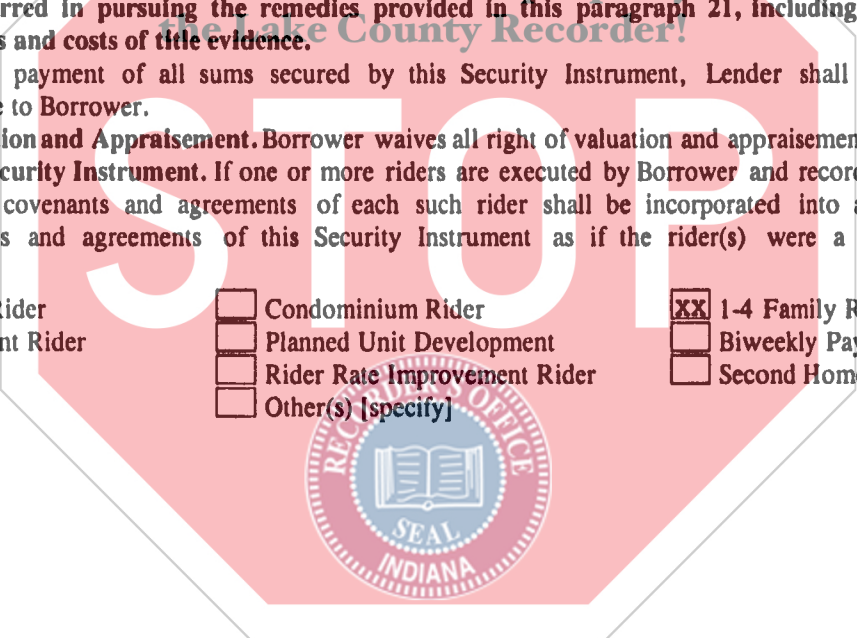 rred in pursuing the remedies provided in this paragraph 21, including
the Lake County Recorder!
s and costs of title evidence.
payment of all sums secured by this Security Instrument, Lender shall
e to Borrower.
ion and Appraisement. Borrower waives all right of valuation and appraisemen
curity Instrument. If one or more riders are executed by Borrower and recor
covenants and agreements of each such rider shall be incorporated into a
s and agreements of this Security Instrument as if the rider(s) were a
STOP
ider Condominium Rider XX 1-4 Family R
nt Rider Planned Unit Development Biweekly Pay
Rider Rate Improvement Rider Second Hom
Other(s) [specify]
RECORDER'S OFFICE
SEAL
INDIANA